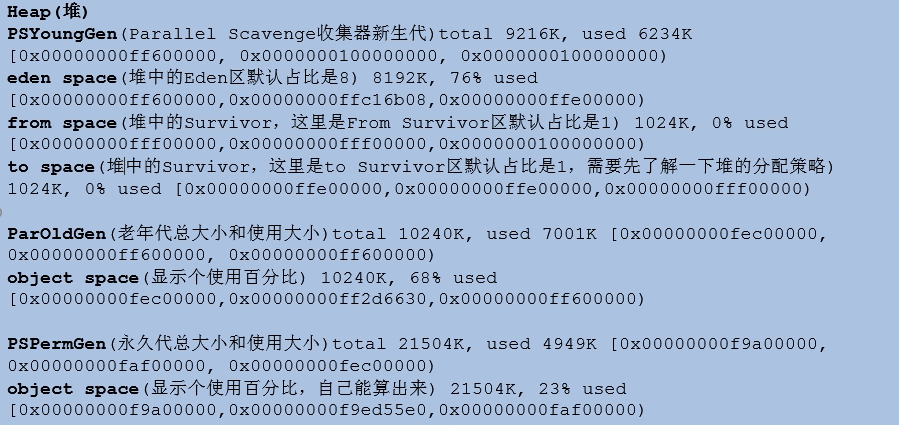 Heap(堆)
PSYoungGen(Parallel Scavenge收集器新生代)total 9216K, used 6234K
[0x00000000ff600000, 0x0000000100000000, 0x0000000100000000)
eden space(堆中的Eden区默认占比是8) 8192K, 76% used
[0x00000000ff600000,0x00000000ffc16b08,0x00000000ffe00000)
from space(堆中的Survivor，这里是From Survivor区默认占比是1) 1024K, 0% used
[0x00000000fff00000,0x00000000fff00000,0x0000000100000000)
to space(堆中的Survivor，这里是to Survivor区默认占比是1，需要先了解一下堆的分配策略)
1024K, 0% used [0x00000000ffe00000,0x00000000ffe00000,0x00000000fff00000)
ParOldGen(老年代总大小和使用大小)total 10240K, used 7001K [0x00000000fec00000,
0x00000000ff600000, 0x00000000ff600000)
object space(显示个使用百分比) 10240K, 68% used
[0x00000000fec00000,0x00000000ff2d6630,0x00000000ff600000)
PSPermGen(永久代总大小和使用大小)total 21504K, used 4949K [0x00000000f9a00000,
0x00000000faf00000, 0x00000000fec00000)
object space(显示个使用百分比，自己能算出来) 21504K, 23% used
[0x00000000f9a00000,0x00000000f9ed55e0,0x00000000faf00000)